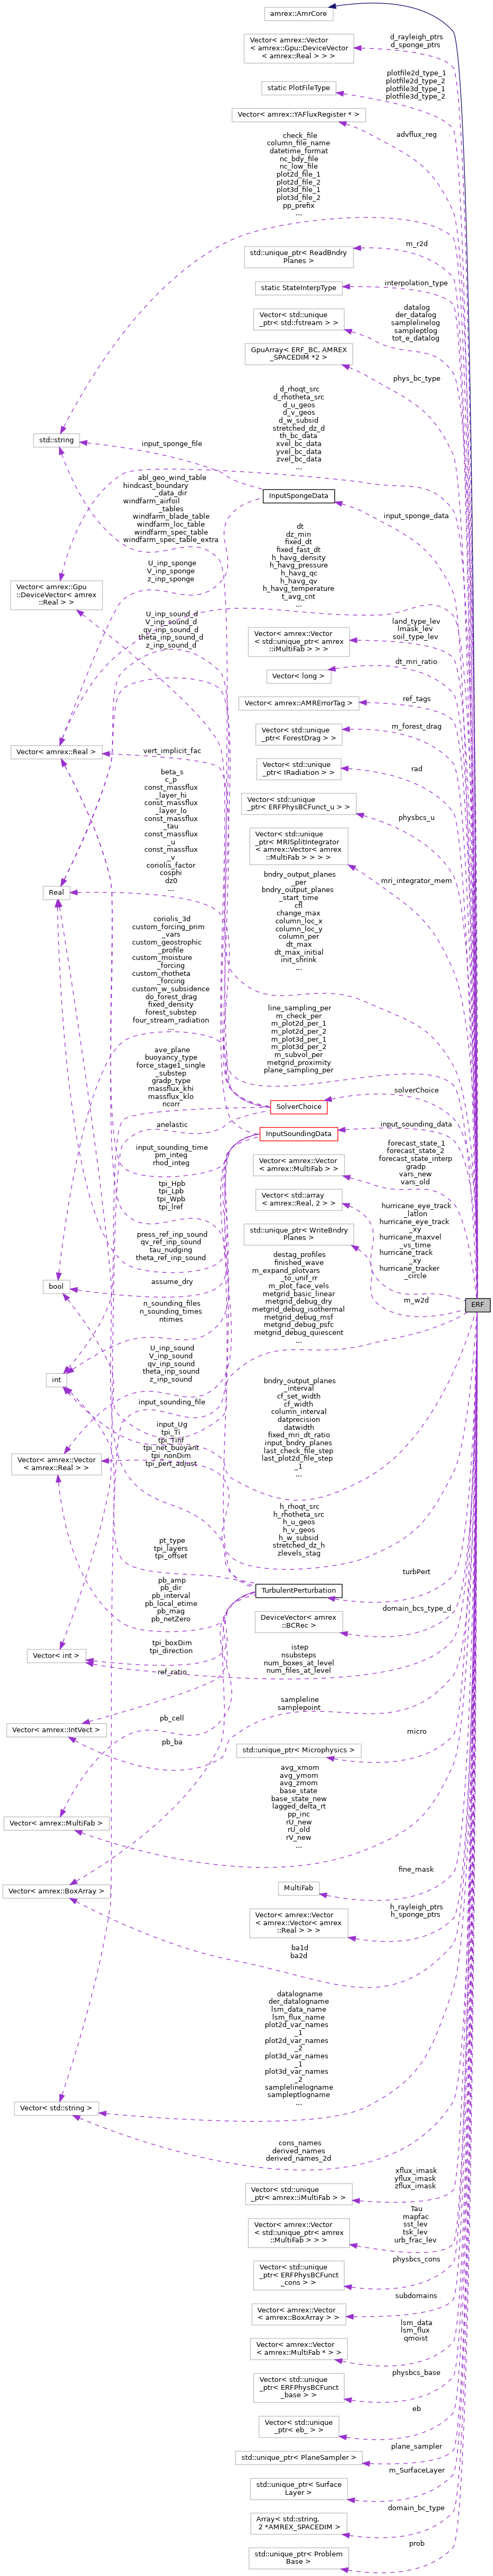 amrex::AmrCore
Vector< amrex::Vector
< amrex::Gpu::DeviceVector
< amrex::Real > > >
d_rayleigh_ptrs
d_sponge_ptrs
static PlotFileType
plotfile2d_type_1
plotfile2d_type_2
plotfile3d_type_1
plotfile3d_type_2
Vector< amrex::YAFluxRegister * >
advflux_reg
check_file
column_file_name
datetime_format
nc_bdy_file
nc_low_file
plot2d_file_1
plot2d_file_2
plot3d_file_1
plot3d_file_2
pp_prefix
...
std::unique_ptr< ReadBndry
Planes >
m_r2d
static StateInterpType
interpolation_type
Vector< std::unique
_ptr< std::fstream > >
datalog
der_datalog
samplelinelog
sampleptlog
tot_e_datalog
GpuArray< ERF_BC, AMREX
_SPACEDIM *2 >
phys_bc_type
d_rhoqt_src
d_rhotheta_src
d_u_geos
d_v_geos
d_w_subsid
stretched_dz_d
th_bc_data
xvel_bc_data
yvel_bc_data
zvel_bc_data
...
std::string
input_sponge_file
abl_geo_wind_table
hindcast_boundary
_data_dir
windfarm_airfoil
_tables
windfarm_blade_table
windfarm_loc_table
windfarm_spec_table
windfarm_spec_table_extra
InputSpongeData
input_sponge_data
dt
dz_min
fixed_dt
fixed_fast_dt
h_havg_density
h_havg_pressure
h_havg_qc
h_havg_qv
h_havg_temperature
t_avg_cnt
...
U_inp_sponge
V_inp_sponge
z_inp_sponge
Vector< amrex::Gpu
::DeviceVector< amrex
::Real > >
U_inp_sound_d
V_inp_sound_d
qv_inp_sound_d
theta_inp_sound_d
z_inp_sound_d
Vector< amrex::Vector
< std::unique_ptr< amrex
::iMultiFab > > >
land_type_lev
lmask_lev
soil_type_lev
Vector< long >
dt_mri_ratio
Vector< amrex::AMRErrorTag >
ref_tags
Vector< std::unique
_ptr< ForestDrag > >
m_forest_drag
Vector< amrex::Real >
vert_implicit_fac
Vector< std::unique
_ptr< IRadiation > >
rad
Vector< std::unique
_ptr< ERFPhysBCFunct_u > >
physbcs_u
beta_s
c_p
const_massflux
_layer_hi
const_massflux
_layer_lo
const_massflux
_tau
const_massflux
_u
const_massflux
_v
coriolis_factor
cosphi
dz0
...
Vector< std::unique
_ptr< MRISplitIntegrator
< amrex::Vector< amrex
::MultiFab > > > >
mri_integrator_mem
Real
bndry_output_planes
_per
bndry_output_planes
_start_time
cfl
change_max
column_loc_x
column_loc_y
column_per
dt_max
dt_max_initial
init_shrink
...
coriolis_3d
custom_forcing_prim
_vars
custom_geostrophic
_profile
custom_moisture
_forcing
custom_rhotheta
_forcing
custom_w_subsidence
do_forest_drag
fixed_density
forest_substep
four_stream_radiation
...
line_sampling_per
m_check_per
m_plot2d_per_1
m_plot2d_per_2
m_plot3d_per_1
m_plot3d_per_2
m_subvol_per
metgrid_proximity
plane_sampling_per
ave_plane
buoyancy_type
force_stage1_single
_substep
gradp_type
massflux_khi
massflux_klo
ncorr
...
SolverChoice
solverChoice
anelastic
InputSoundingData
input_sounding_data
input_sounding_time
pm_integ
rhod_integ
Vector< amrex::Vector
< amrex::MultiFab > >
forecast_state_1
forecast_state_2
forecast_state_interp
gradp
vars_new
vars_old
tpi_Hpb
tpi_Lpb
tpi_Wpb
tpi_lref
Vector< std::array
< amrex::Real, 2 > >
hurricane_eye_track
_latlon
hurricane_eye_track
_xy
hurricane_maxvel
_vs_time
hurricane_track
_xy
hurricane_tracker
_circle
press_ref_inp_sound
qv_ref_inp_sound
tau_nudging
theta_ref_inp_sound
std::unique_ptr< WriteBndry
Planes >
m_w2d
ERF
bool
assume_dry
destag_profiles
finished_wave
m_expand_plotvars
_to_unif_rr
m_plot_face_vels
metgrid_basic_linear
metgrid_debug_dry
metgrid_debug_isothermal
metgrid_debug_msf
metgrid_debug_psfc
metgrid_debug_quiescent
...
n_sounding_files
n_sounding_times
ntimes
int
U_inp_sound
V_inp_sound
qv_inp_sound
theta_inp_sound
z_inp_sound
input_sounding_file
bndry_output_planes
_interval
cf_set_width
cf_width
column_interval
datprecision
datwidth
fixed_mri_dt_ratio
input_bndry_planes
last_check_file_step
last_plot2d_file_step
_1
...
Vector< amrex::Vector
< amrex::Real > >
input_Ug
tpi_Ti
tpi_Tinf
tpi_net_buoyant
tpi_nonDim
tpi_pert_adjust
h_rhoqt_src
h_rhotheta_src
h_u_geos
h_v_geos
h_w_subsid
stretched_dz_h
zlevels_stag
pt_type
tpi_layers
tpi_offset
TurbulentPerturbation
turbPert
pb_amp
pb_dir
pb_interval
pb_local_etime
pb_mag
pb_netZero
DeviceVector< amrex
::BCRec >
domain_bcs_type_d
Vector< int >
tpi_boxDim
tpi_direction
istep
nsubsteps
num_boxes_at_level
num_files_at_level
ref_ratio
Vector< amrex::IntVect >
pb_cell
sampleline
samplepoint
pb_ba
std::unique_ptr< Microphysics >
micro
Vector< amrex::MultiFab >
avg_xmom
avg_ymom
avg_zmom
base_state
base_state_new
lagged_delta_rt
pp_inc
rU_new
rU_old
rV_new
...
Vector< amrex::BoxArray >
MultiFab
fine_mask
Vector< amrex::Vector
< amrex::Vector< amrex
::Real > > >
h_rayleigh_ptrs
h_sponge_ptrs
ba1d
ba2d
datalogname
der_datalogname
lsm_data_name
lsm_flux_name
plot2d_var_names
_1
plot2d_var_names
_2
plot3d_var_names
_1
plot3d_var_names
_2
samplelinelogname
sampleptlogname
...
Vector< std::string >
cons_names
derived_names
derived_names_2d
Vector< std::unique
_ptr< amrex::iMultiFab > >
xflux_imask
yflux_imask
zflux_imask
Vector< amrex::Vector
< std::unique_ptr< amrex
::MultiFab > > >
Tau
mapfac
sst_lev
tsk_lev
urb_frac_lev
Vector< std::unique
_ptr< ERFPhysBCFunct
_cons > >
physbcs_cons
Vector< amrex::Vector
< amrex::BoxArray > >
subdomains
Vector< amrex::Vector
< amrex::MultiFab * > >
lsm_data
lsm_flux
qmoist
Vector< std::unique
_ptr< ERFPhysBCFunct
_base > >
physbcs_base
Vector< std::unique
_ptr< eb_ > >
eb
std::unique_ptr< PlaneSampler >
plane_sampler
std::unique_ptr< Surface
Layer >
m_SurfaceLayer
Array< std::string,
2 *AMREX_SPACEDIM >
domain_bc_type
std::unique_ptr< Problem
Base >
prob